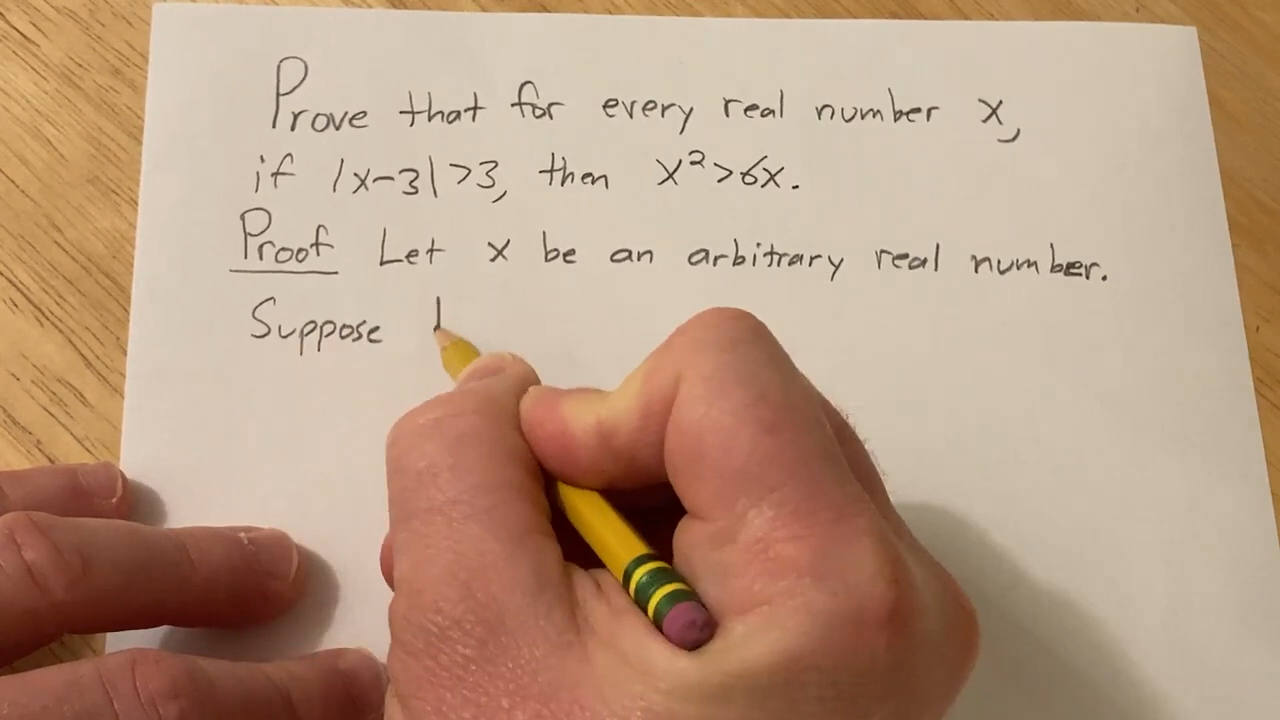 Prove that for every real number x,
if |x-3|>3, then x²>6x.
Proof Let x be an arbitrary real number.
Suppose |